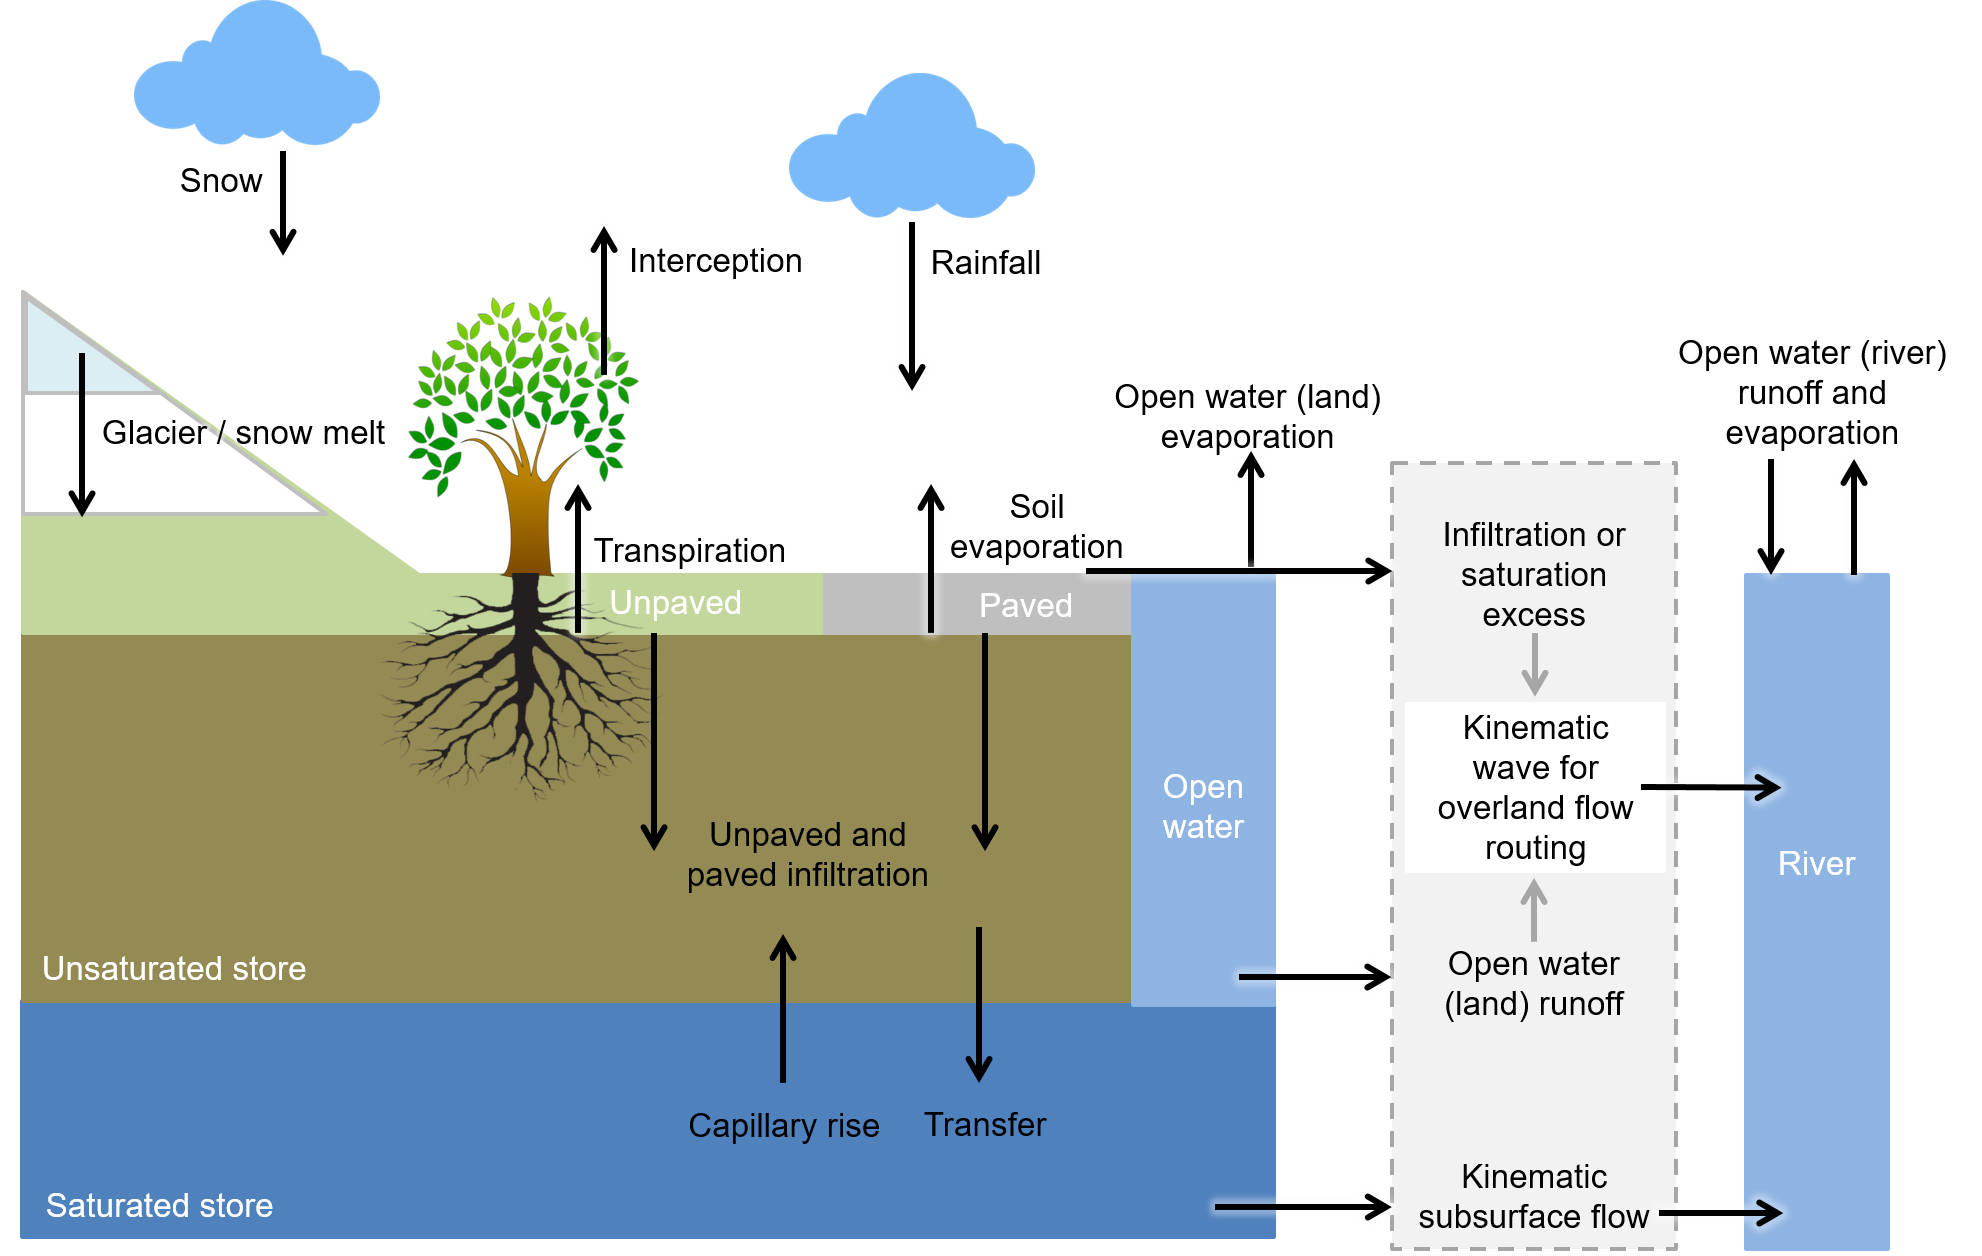 Snow
Interception
Rainfall
Glacier / snow melt
Open water (land)
evaporation
Open water (river)
runoff and
evaporation
Transpiration
Soil
evaporation
Unpaved
Paved
Infiltration or
saturation
excess
Kinematic
wave for
overland flow
routing
Open
water
River
Unpaved and
paved infiltration
Unsaturated store
Open water
(land) runoff
Capillary rise
Transfer
Saturated store
Kinematic
subsurface flow